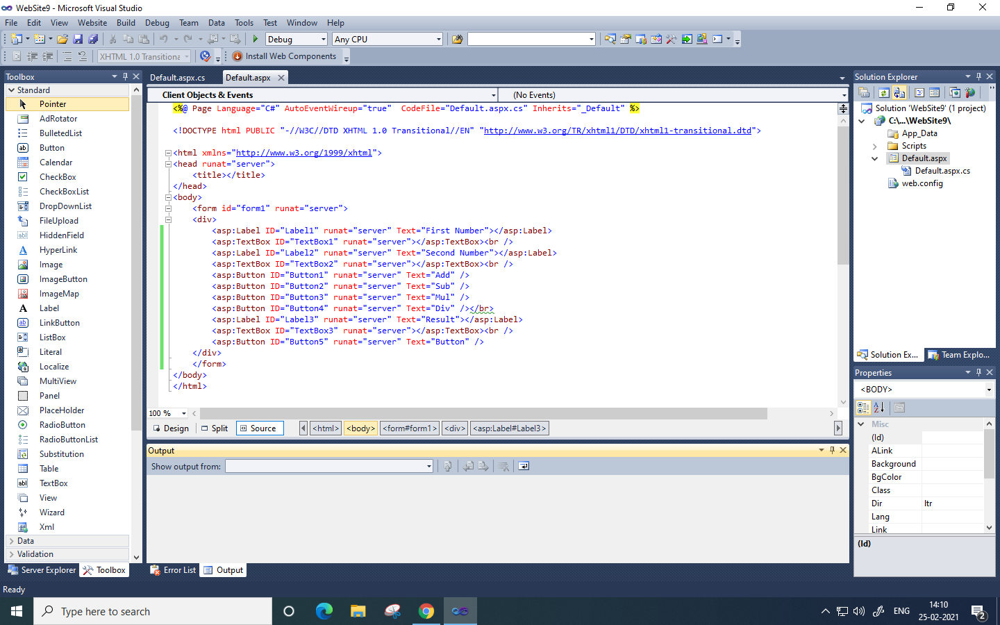 WebSite9 - Microsoft Visual Studio
File Edit View Website Build Debug Team Data Tools Test Window Help
Debug Any CPU
XHTML 1.0 Transitiona Install Web Components
Toolbox
Standard
Pointer
AdRotator
BulletedList
Button
Calendar
CheckBox
CheckBoxList
DropDownList
FileUpload
HiddenField
HyperLink
Image
ImageButton
ImageMap
Label
LinkButton
ListBox
Literal
Localize
MultiView
Panel
PlaceHolder
RadioButton
RadioButtonList
Substitution
Table
TextBox
View
Wizard
Xml
Data
Validation
Server Explorer Toolbox
Default.aspx.cs Default.aspx
Client Objects & Events (No Events)
<%@ Page Language="C#" AutoEventWireup="true"  CodeFile="Default.aspx.cs" Inherits="_Default" %>
<!DOCTYPE html PUBLIC "-//W3C//DTD XHTML 1.0 Transitional//EN" "http://www.w3.org/TR/xhtml1/DTD/xhtml1-transitional.dtd">
<html xmlns="http://www.w3.org/1999/xhtml">
<head runat="server">
<title></title>
</head>
<body>
<form id="form1" runat="server">
<div>
<asp:Label ID="Label1" runat="server" Text="First Number"></asp:Label>
<asp:TextBox ID="TextBox1" runat="server"></asp:TextBox><br />
<asp:Label ID="Label2" runat="server" Text="Second Number"></asp:Label>
<asp:TextBox ID="TextBox2" runat="server"></asp:TextBox><br />
<asp:Button ID="Button1" runat="server" Text="Add" />
<asp:Button ID="Button2" runat="server" Text="Sub" />
<asp:Button ID="Button3" runat="server" Text="Mul" />
<asp:Button ID="Button4" runat="server" Text="Div" /></br>
<asp:Label ID="Label3" runat="server" Text="Result"></asp:Label>
<asp:TextBox ID="TextBox3" runat="server"></asp:TextBox><br />
<asp:Button ID="Button5" runat="server" Text="Button" />
</div>
</form>
</body>
</html>
100 %
Design Split Source <html> <body> <form#form1> <div> <asp:Label#Label3>
Output
Show output from:
Error List Output
Solution Explorer
Solution 'WebSite9' (1 project)
C:\...\WebSite9\
App_Data
Scripts
Default.aspx
Default.aspx.cs
web.config
Solution Ex... Team Explo...
Properties
<BODY>
Misc
(Id)
ALink
Background
BgColor
Class
Dir ltr
Lang
Link
(Id)
Ready
Type here to search
ENG
14:10
25-02-2021
2